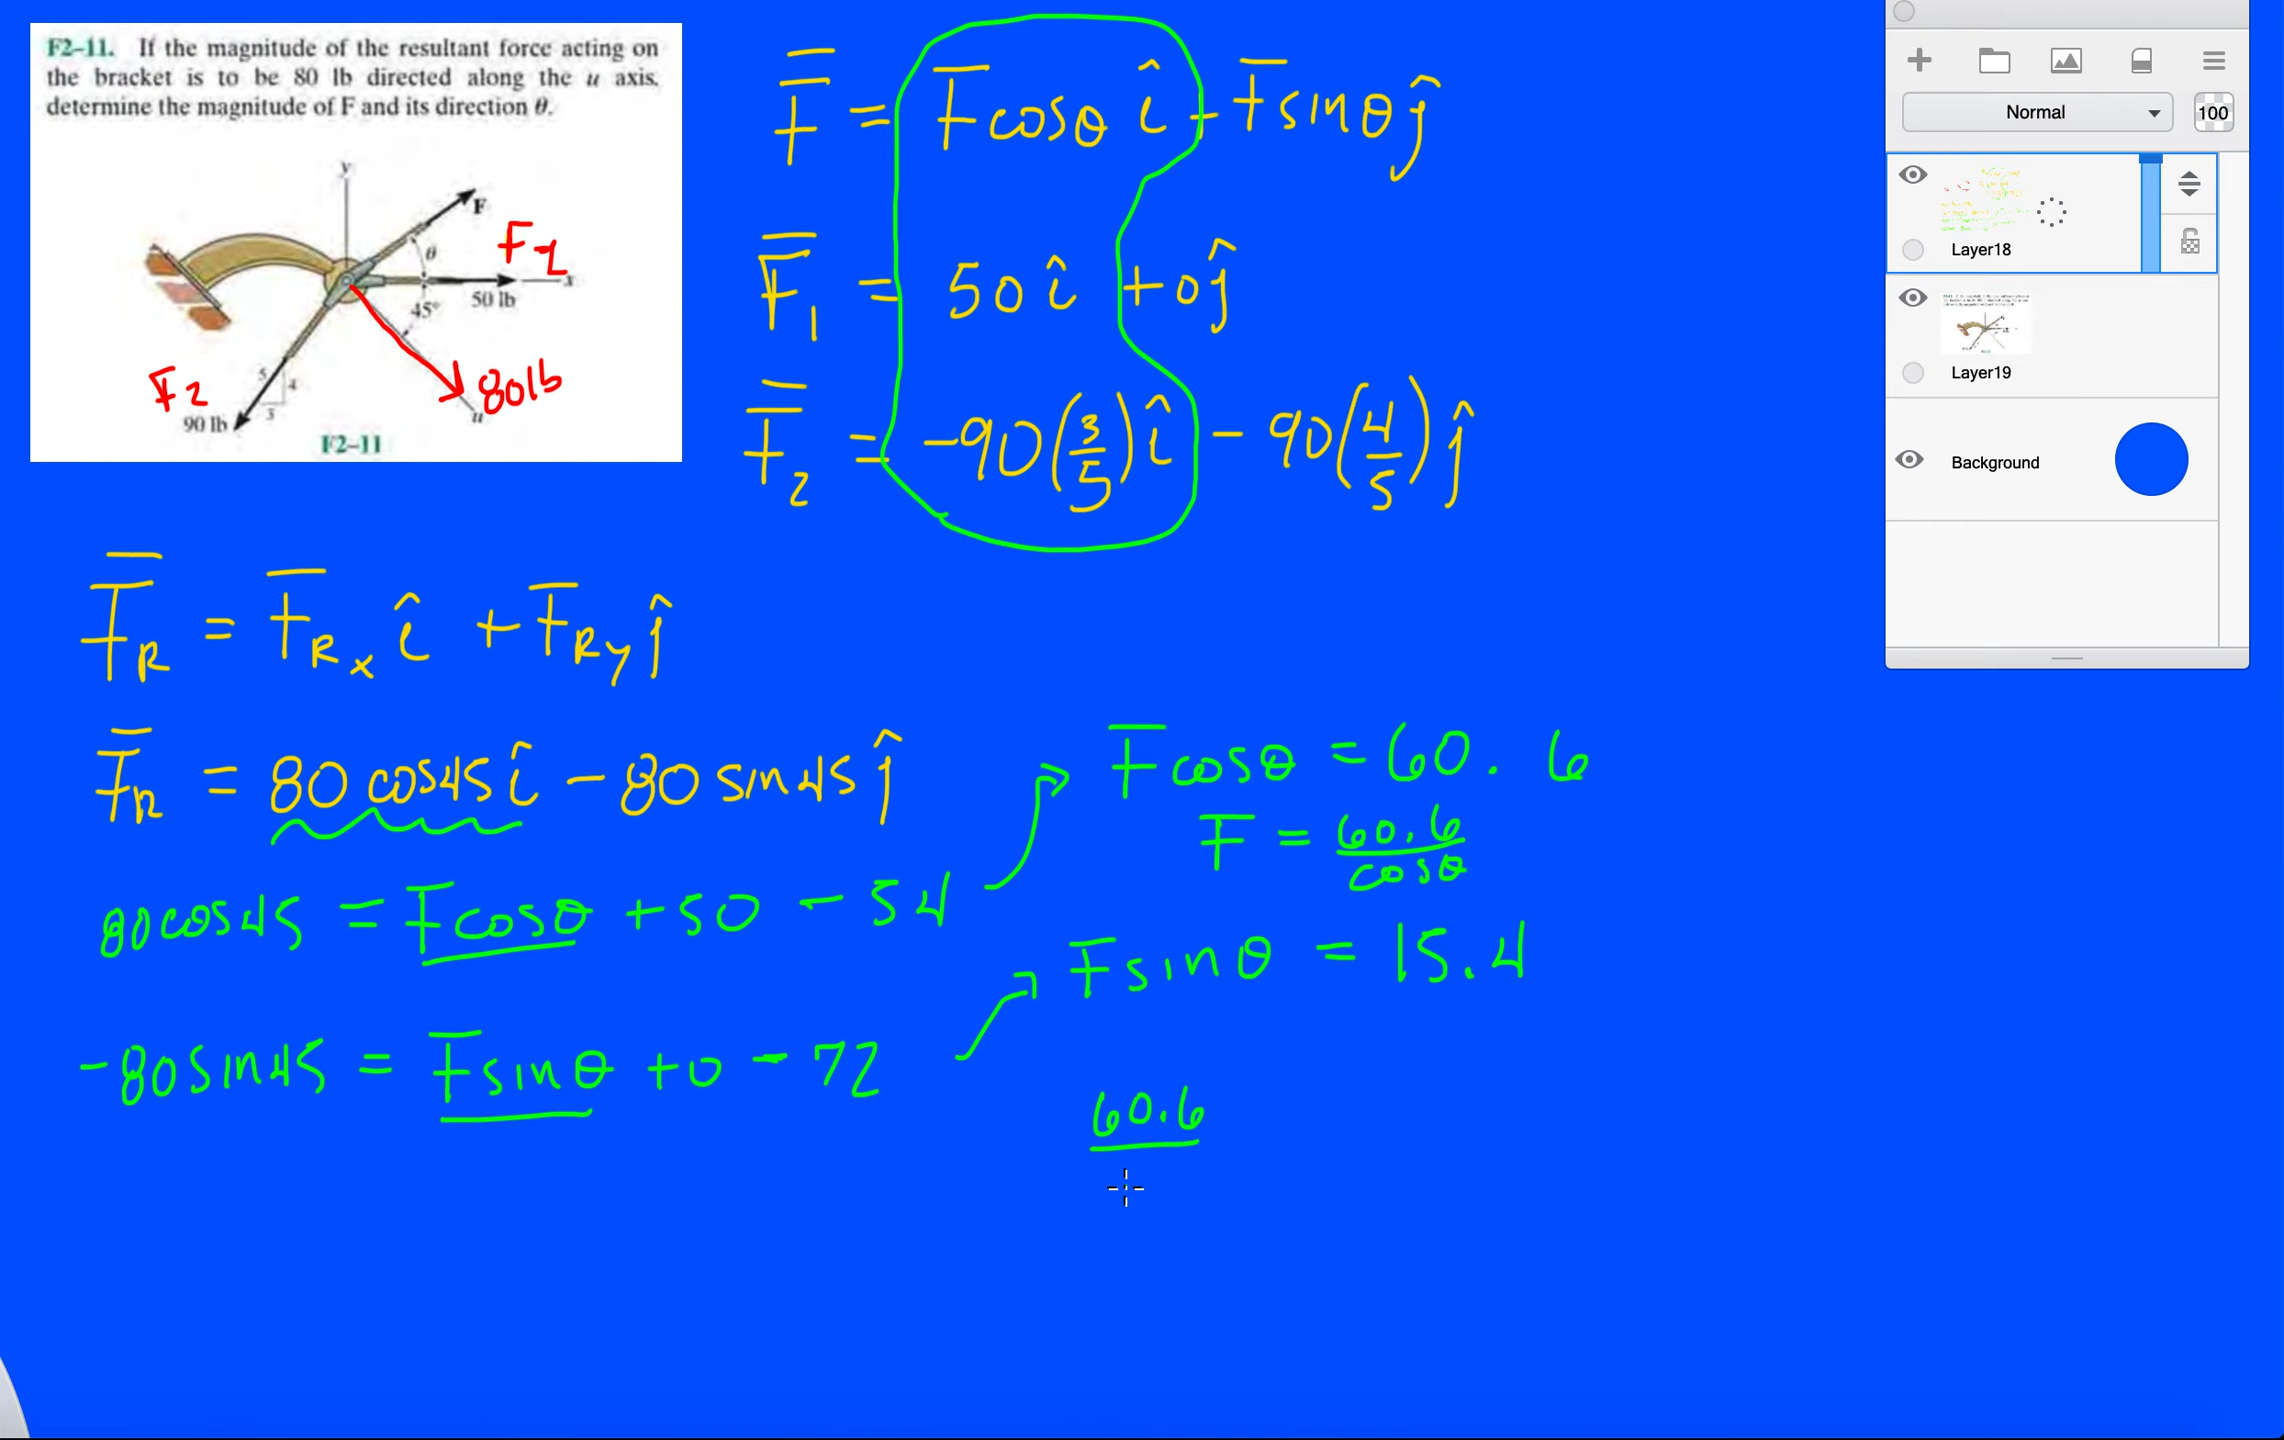 F2–11. If the magnitude of the resultant force acting on
the bracket is to be 80 lb directed along the u axis,
determine the magnitude of F and its direction θ.
y
F
θ
F1
x
50 lb
45°
80lb
u
F2
5
4
3
90 lb
F2–11
F̄ = Fcosθ î + Fsinθ ĵ
F̄1 = 50 î + 0 ĵ
F̄2 = -90(3/5) î - 90(4/5) ĵ
F̄R = FRx î + FRy ĵ
F̄R = 80 cos45 î - 80 sin45 ĵ
80cos45 = Fcosθ + 50 - 54
Fcosθ = 60.6
F = 60.6/cosθ
-80sin45 = Fsinθ + 0 - 72
Fsinθ = 15.4
60.6
Normal
100
Layer18
Layer19
Background